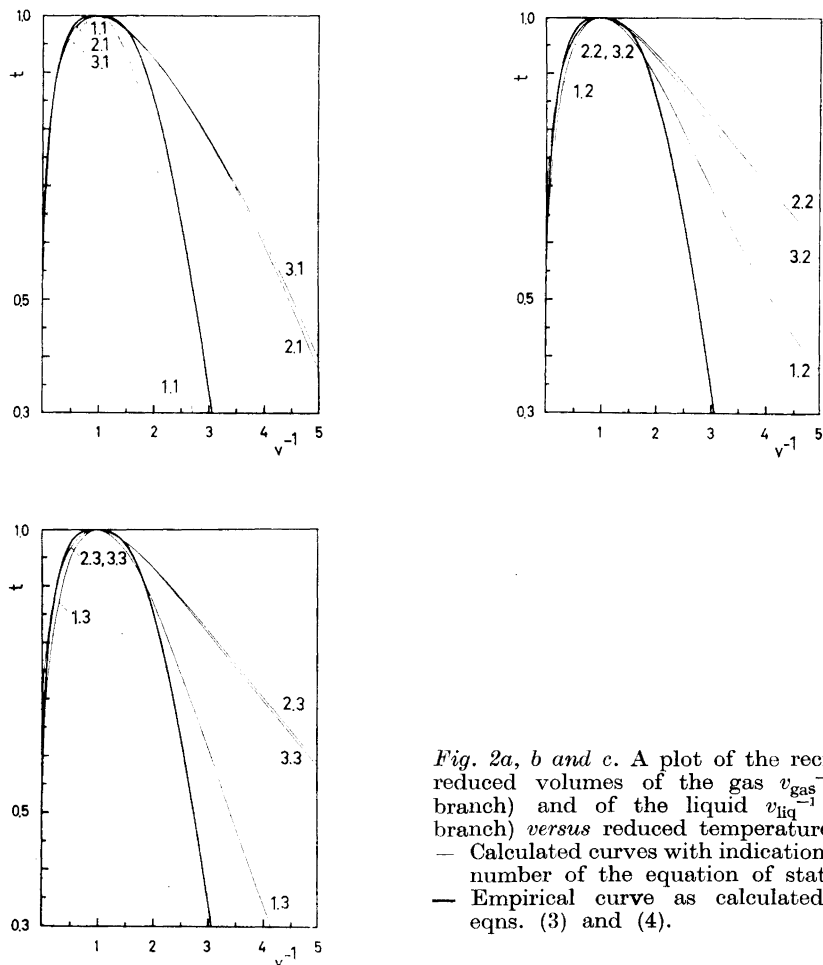 1.0
t
0.5
0.3
1.1
2.1
3.1
3.1
2.1
1.1
1 2 3 4 5
v⁻¹
1.0
t
0.5
0.3
2.2, 3.2
1.2
2.2
3.2
1.2
1 2 3 4 5
v⁻¹
1.0
t
0.5
0.3
2.3, 3.3
1.3
2.3
3.3
1.3
1 2 3 4 5
v⁻¹
Fig. 2a, b and c. A plot of the rec
reduced volumes of the gas v_gas⁻
branch) and of the liquid v_liq⁻¹
branch) versus reduced temperature
— Calculated curves with indication
number of the equation of stat
— Empirical curve as calculated
eqns. (3) and (4).